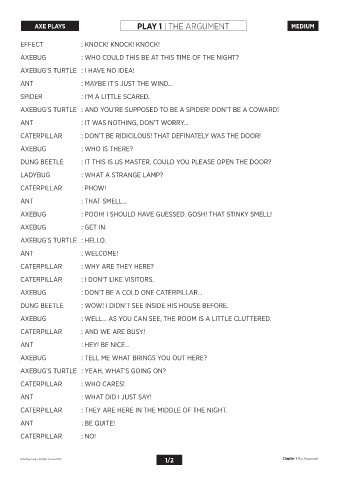 AXE PLAYS
PLAY 1 | THE ARGUMENT
MEDIUM
EFFECT : KNOCK! KNOCK! KNOCK!
AXEBUG : WHO COULD THIS BE AT THIS TIME OF THE NIGHT?
AXEBUG'S TURTLE : I HAVE NO IDEA!
ANT : MAYBE IT'S JUST THE WIND...
SPIDER : I'M A LITTLE SCARED.
AXEBUG'S TURTLE : AND YOU'RE SUPPOSED TO BE A SPIDER! DON'T BE A COWARD!
ANT : IT WAS NOTHING, DON'T WORRY...
CATERPILLAR : DON'T BE RIDICILOUS! THAT DEFINATELY WAS THE DOOR!
AXEBUG : WHO IS THERE?
DUNG BEETLE : IT THIS IS US MASTER, COULD YOU PLEASE OPEN THE DOOR?
LADYBUG : WHAT A STRANGE LAMP?
CATERPILLAR : PHOW!
ANT : THAT SMELL...
AXEBUG : POOH! I SHOULD HAVE GUESSED. GOSH! THAT STINKY SMELL!
AXEBUG : GET IN.
AXEBUG'S TURTLE : HELLO.
ANT : WELCOME!
CATERPILLAR : WHY ARE THEY HERE?
CATERPILLAR : I DON'T LIKE VISITORS.
AXEBUG : DON'T BE A COLD ONE CATERPILLAR...
DUNG BEETLE : WOW! I DIDN'T SEE INSIDE HIS HOUSE BEFORE.
AXEBUG : WELL... AS YOU CAN SEE, THE ROOM IS A LITTLE CLUTTERED.
CATERPILLAR : AND WE ARE BUSY!
ANT : HEY! BE NICE...
AXEBUG : TELL ME WHAT BRINGS YOU OUT HERE?
AXEBUG'S TURTLE : YEAH, WHAT'S GOING ON?
CATERPILLAR : WHO CARES!
ANT : WHAT DID I JUST SAY!
CATERPILLAR : THEY ARE HERE IN THE MIDDLE OF THE NIGHT.
ANT : BE QUITE!
CATERPILLAR : NO!
1/2
Chapter 1 The Argument